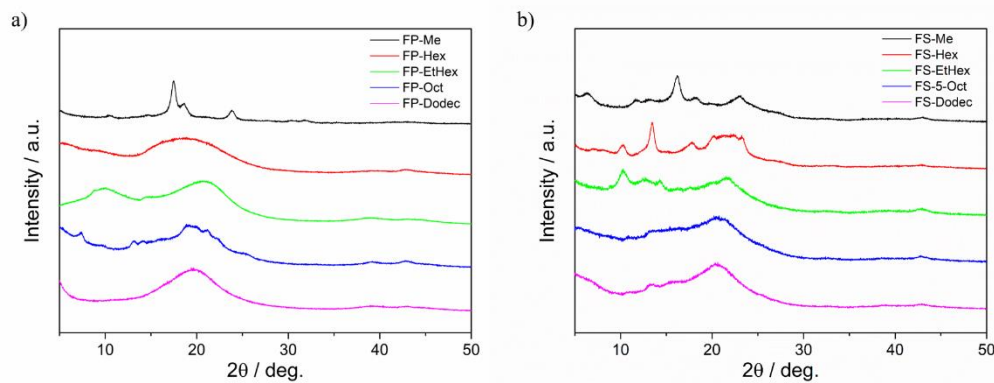 a)
FP-Me
FP-Hex
FP-EtHex
FP-Oct
FP-Dodec
Intensity / a.u.
10 20 30 40 50
2θ / deg.
b)
FS-Me
FS-Hex
FS-EtHex
FS-5-Oct
FS-Dodec
Intensity / a.u.
10 20 30 40 50
2θ / deg.